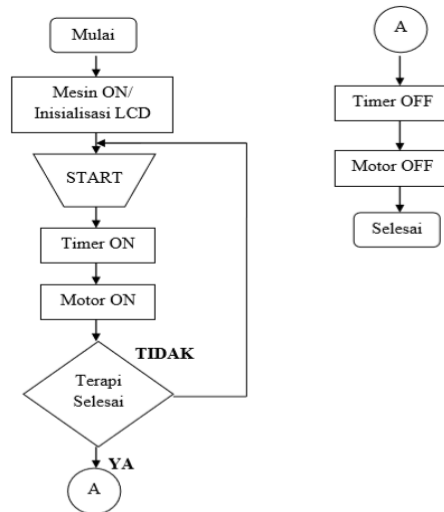 Mulai
Mesin ON/
Inisialisasi LCD
START
Timer ON
Motor ON
TIDAK
Terapi
Selesai
YA
A
A
Timer OFF
Motor OFF
Selesai